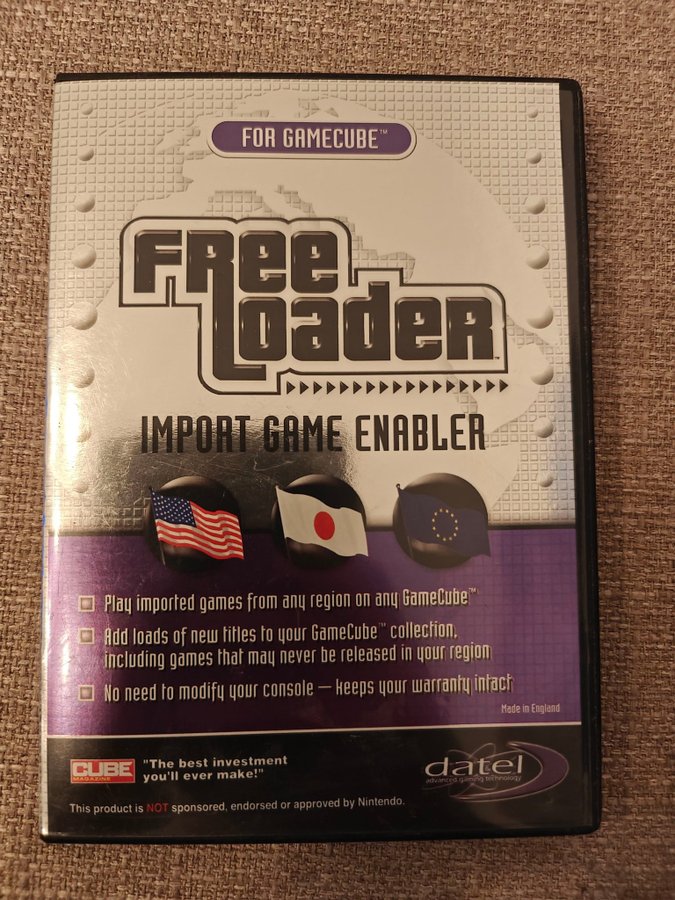 FOR GAMECUBE™
FREE
LOADER™
IMPORT GAME ENABLER
Play imported games from any region on any GameCube™
Add loads of new titles to your GameCube™ collection,
including games that may never be released in your region
No need to modify your console – keeps your warranty intact
Made in England
CUBE
MAGAZINE
"The best investment
you'll ever make!"
datel
advanced gaming technology
This product is NOT sponsored, endorsed or approved by Nintendo.